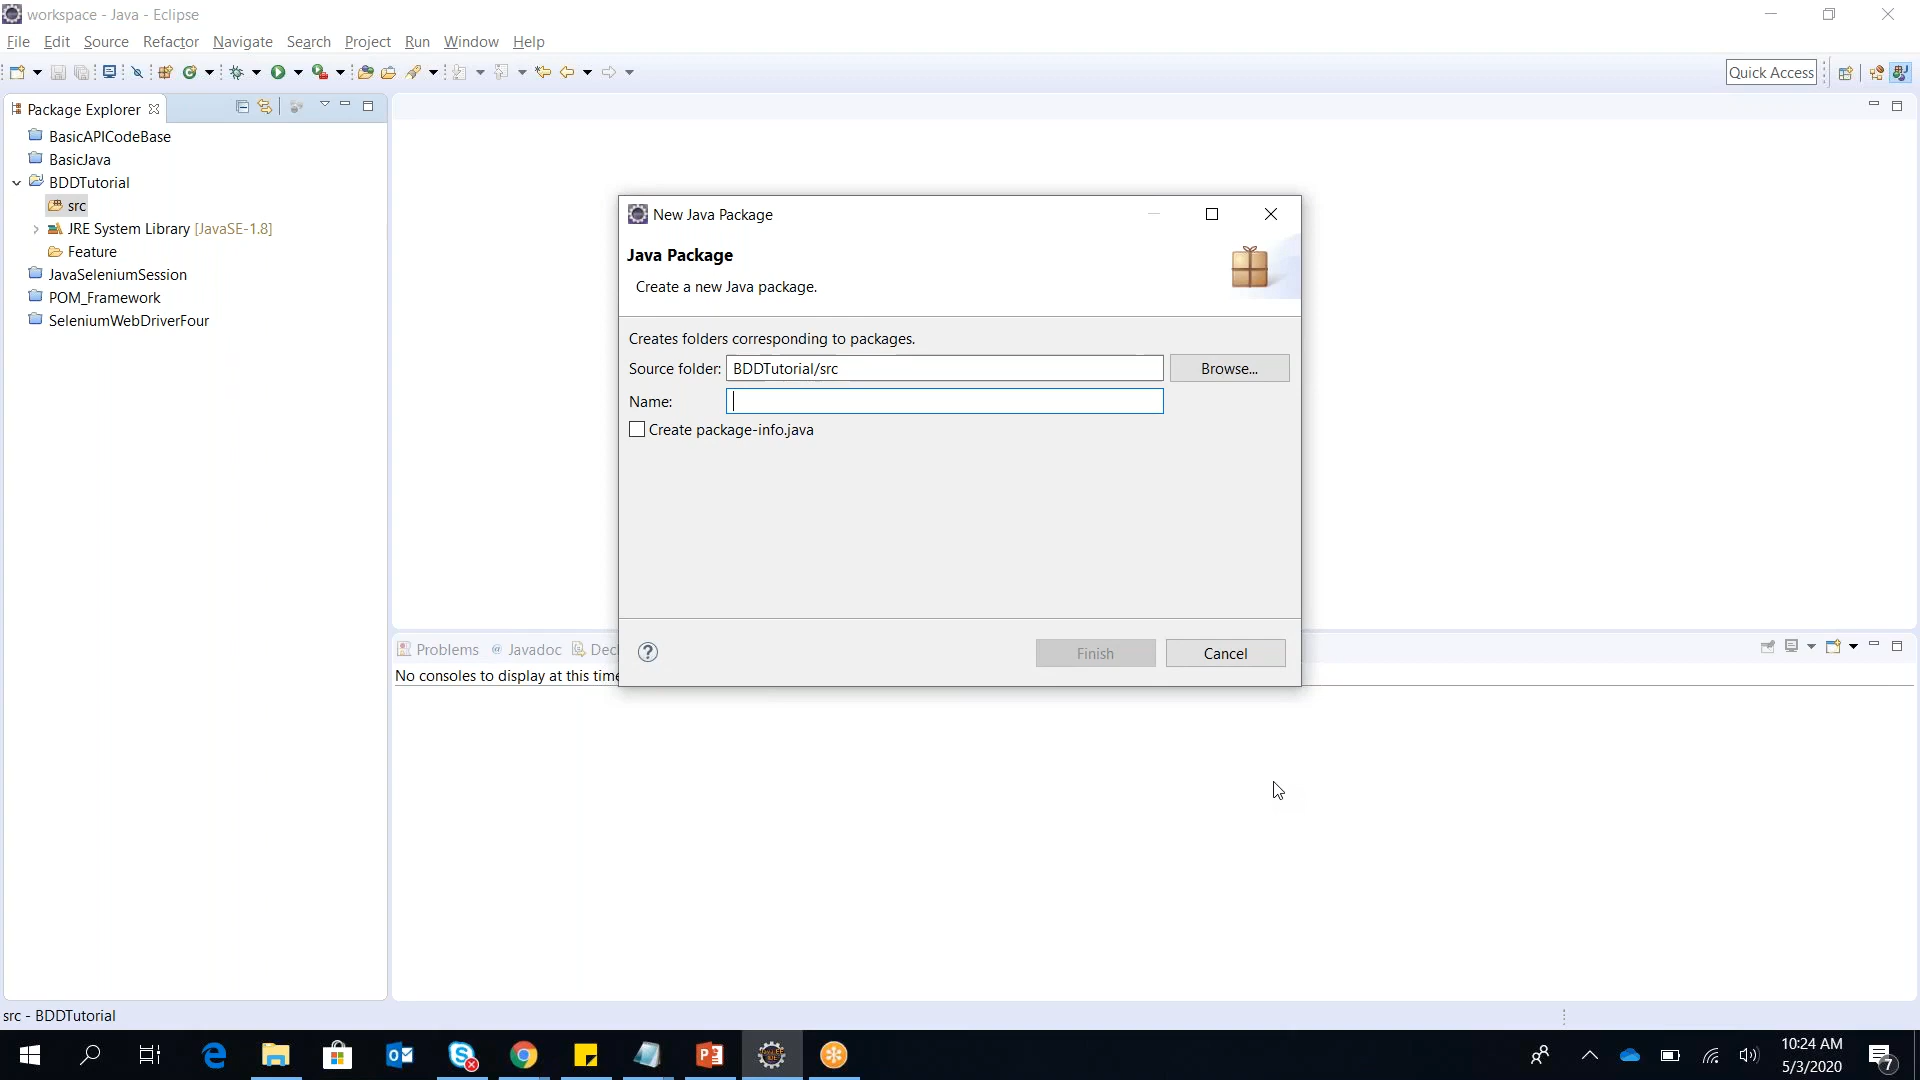 workspace - Java - Eclipse
File Edit Source Refactor Navigate Search Project Run Window Help
Quick Access
Package Explorer
BasicAPICodeBase
BasicJava
BDDTutorial
src
JRE System Library [JavaSE-1.8]
Feature
JavaSeleniumSession
POM_Framework
SeleniumWebDriverFour
New Java Package
Java Package
Create a new Java package.
Creates folders corresponding to packages.
Source folder: BDDTutorial/src Browse...
Name:
Create package-info.java
Finish Cancel
Problems @ Javadoc Decl
No consoles to display at this time
src - BDDTutorial
10:24 AM
5/3/2020
7